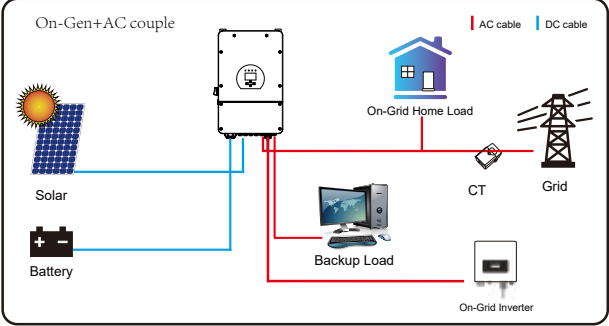 On-Gen+AC couple
AC cable
DC cable
On-Grid Home Load
CT
Grid
Solar
Backup Load
Battery
On-Grid Inverter